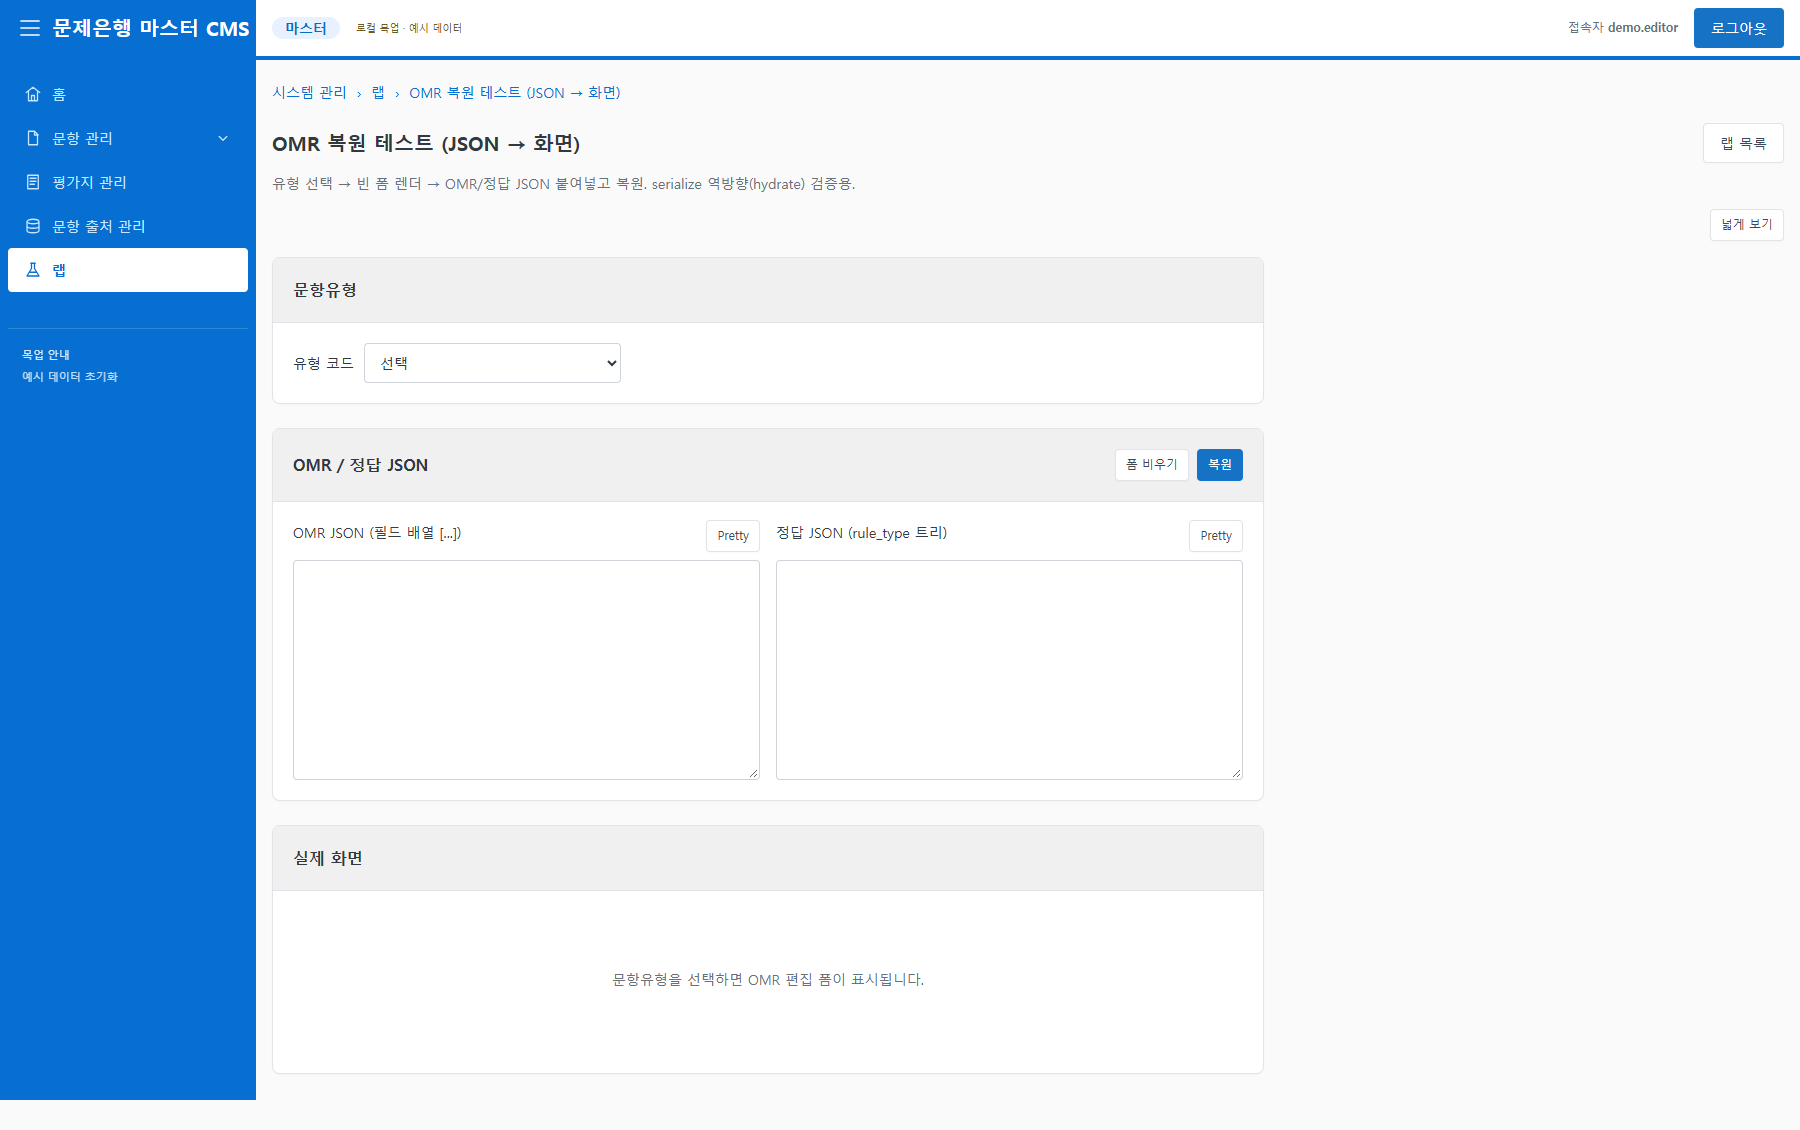 문제은행 마스터 CMS
마스터
로컬 목업 · 예시 데이터
접속자 demo.editor
로그아웃
홈
문항 관리
평가지 관리
문항 출처 관리
랩
목업 안내
예시 데이터 초기화
시스템 관리 › 랩 › OMR 복원 테스트 (JSON → 화면)
OMR 복원 테스트 (JSON → 화면)
랩 목록
유형 선택 → 빈 폼 렌더 → OMR/정답 JSON 붙여넣고 복원. serialize 역방향(hydrate) 검증용.
넓게 보기
문항유형
유형 코드
선택
OMR / 정답 JSON
폼 비우기
복원
OMR JSON (필드 배열 [...])
Pretty
정답 JSON (rule_type 트리)
Pretty
실제 화면
문항유형을 선택하면 OMR 편집 폼이 표시됩니다.